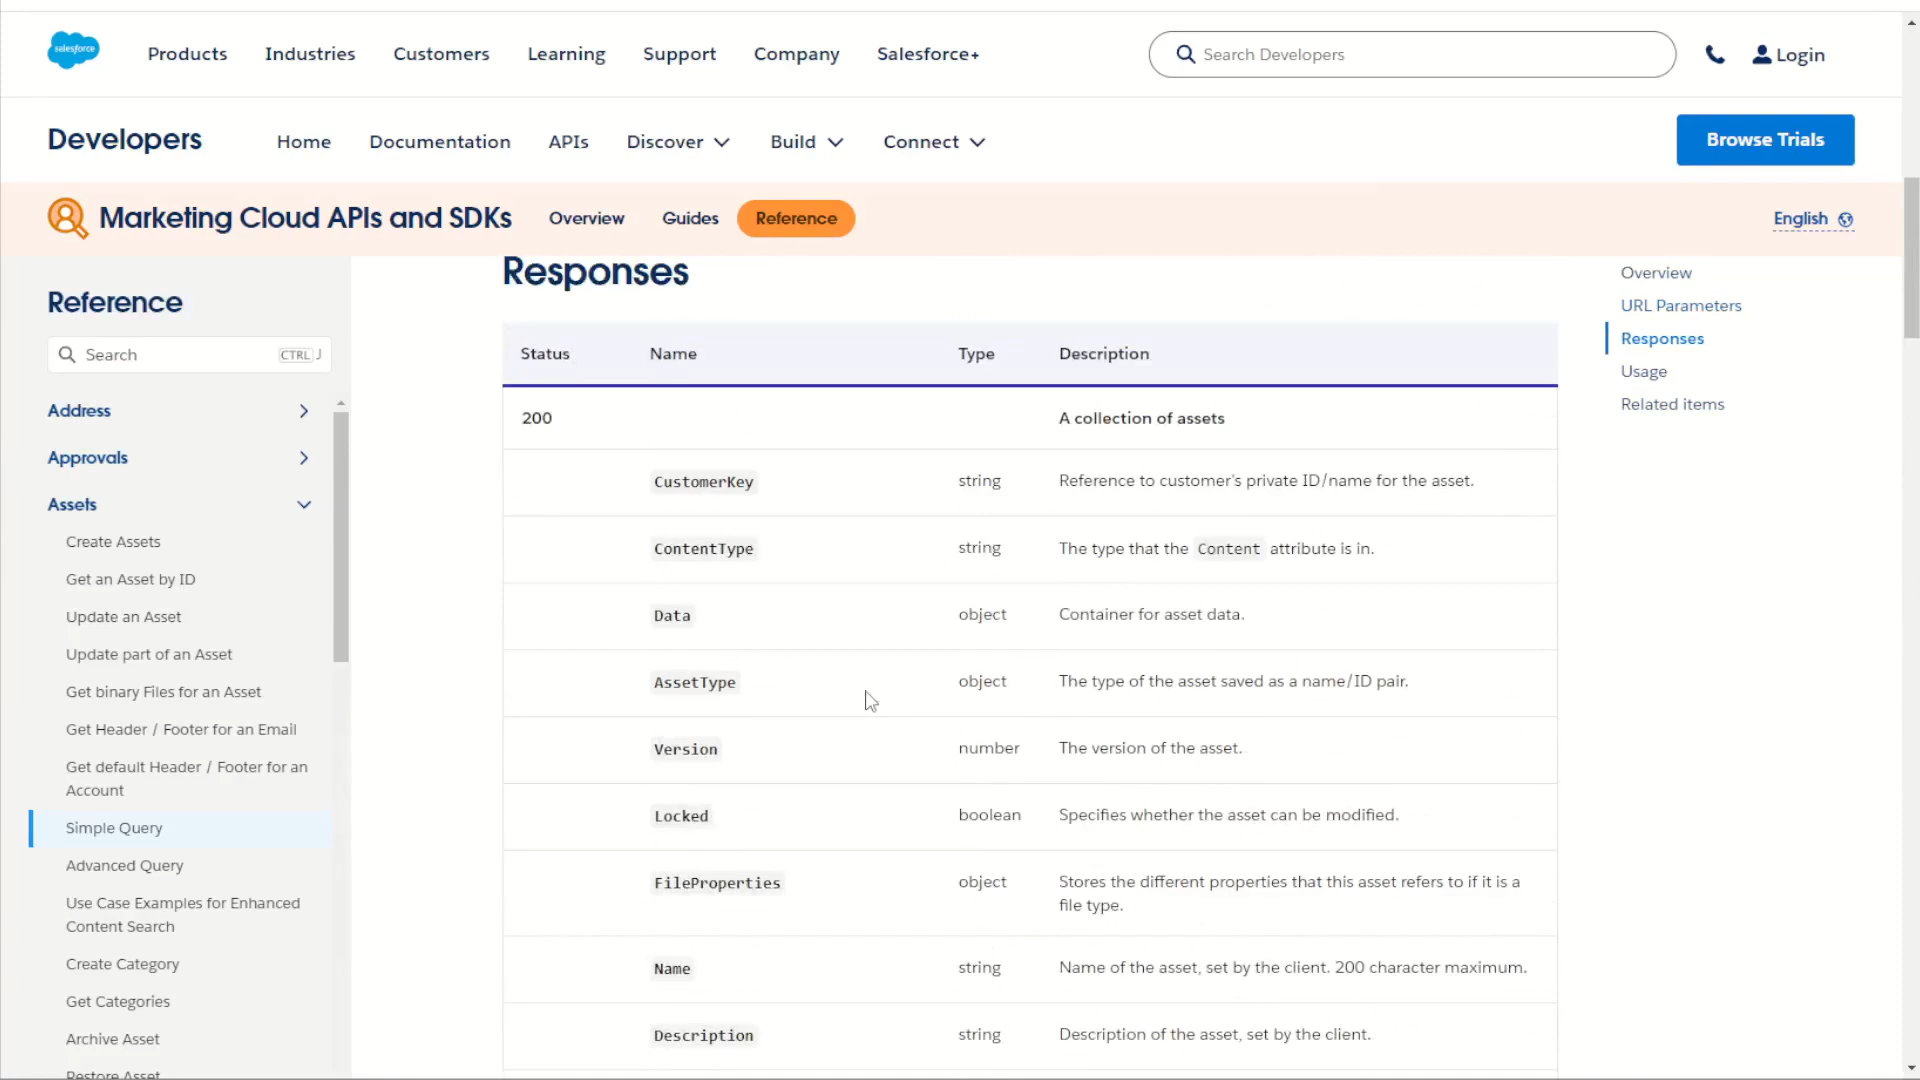 salesforce
Products Industries Customers Learning Support Company Salesforce+ Search Developers Login
Developers Home Documentation APIs Discover Build Connect Browse Trials
Marketing Cloud APIs and SDKs Overview Guides Reference English
Reference
Search CTRL J
Address
Approvals
Assets
Create Assets
Get an Asset by ID
Update an Asset
Update part of an Asset
Get binary Files for an Asset
Get Header / Footer for an Email
Get default Header / Footer for an
Account
Simple Query
Advanced Query
Use Case Examples for Enhanced
Content Search
Create Category
Get Categories
Archive Asset
Restore Asset
Responses
Status Name Type Description
200 A collection of assets
CustomerKey string Reference to customer's private ID/name for the asset.
ContentType string The type that the Content attribute is in.
Data object Container for asset data.
AssetType object The type of the asset saved as a name/ID pair.
Version number The version of the asset.
Locked boolean Specifies whether the asset can be modified.
FileProperties object Stores the different properties that this asset refers to if it is a
file type.
Name string Name of the asset, set by the client. 200 character maximum.
Description string Description of the asset, set by the client.
Overview
URL Parameters
Responses
Usage
Related items